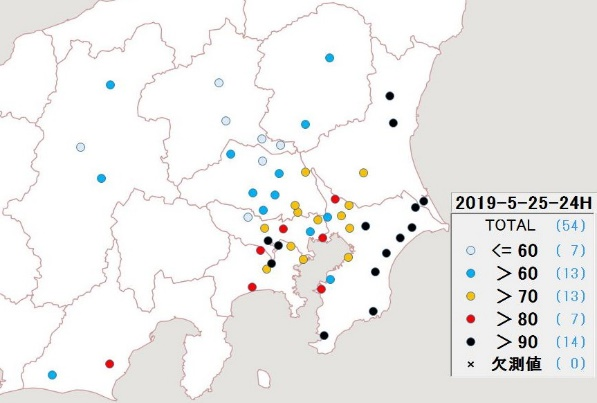 2019-5-25-24H
TOTAL (54)
<= 60 ( 7)
> 60 (13)
> 70 (13)
> 80 ( 7)
> 90 (14)
× 欠測値 ( 0)